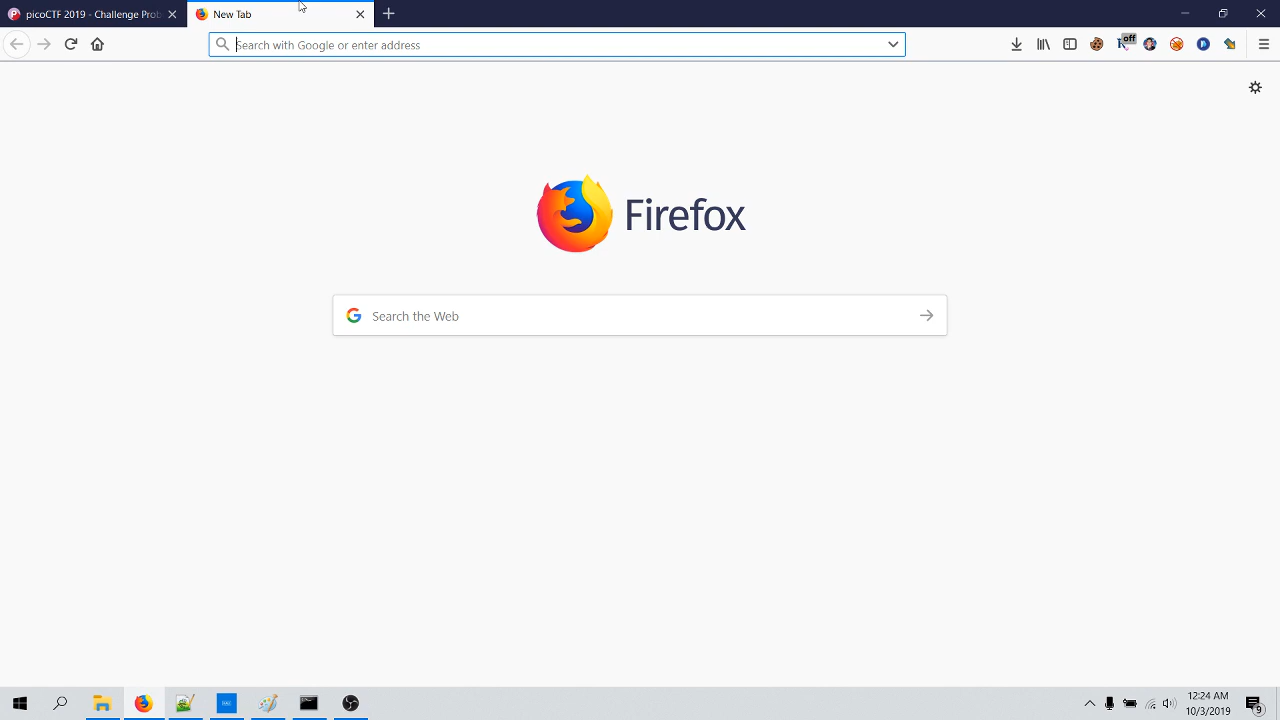 picoCTF 2019 - Challenge Prob
New Tab
Search with Google or enter address
off
Firefox
Search the Web
12:24 AM
10/3/2019
9